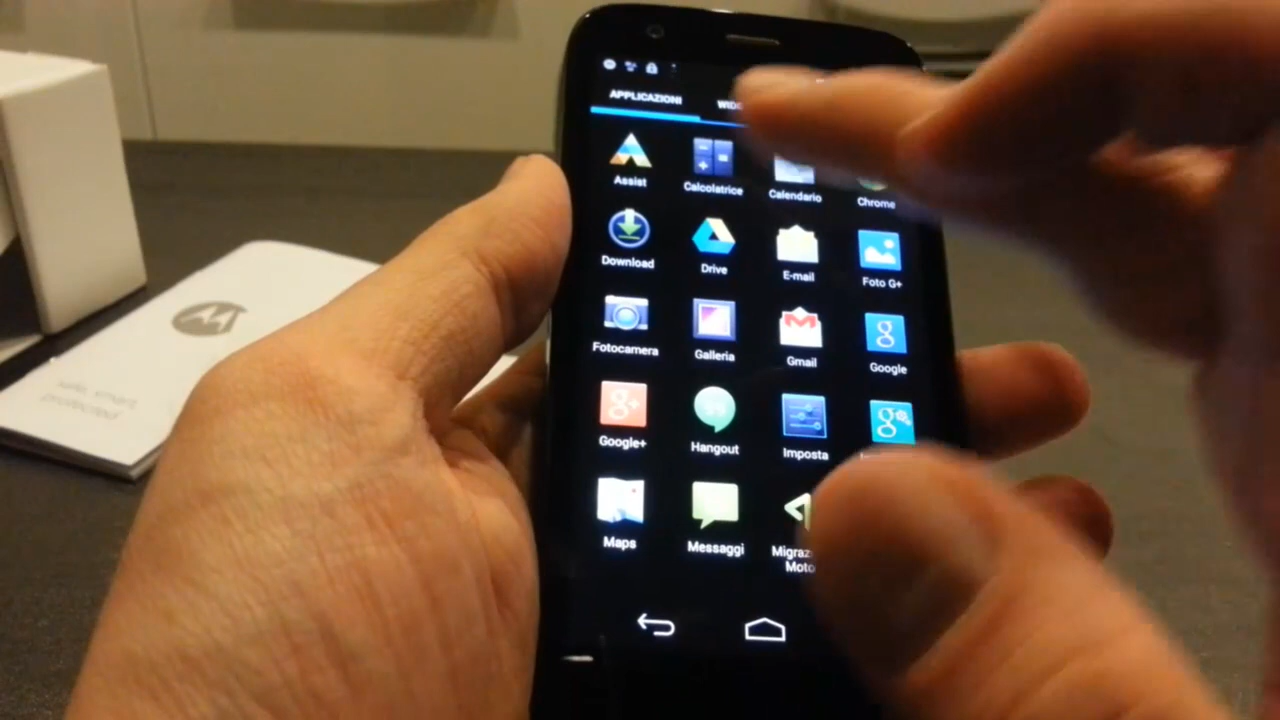 APPLICAZIONI
Assist
Calcolatrice
Calendario
Chrome
Download
Drive
E-mail
Foto G+
Fotocamera
Galleria
Gmail
Google
Google+
Hangout
Imposta
Maps
Messaggi